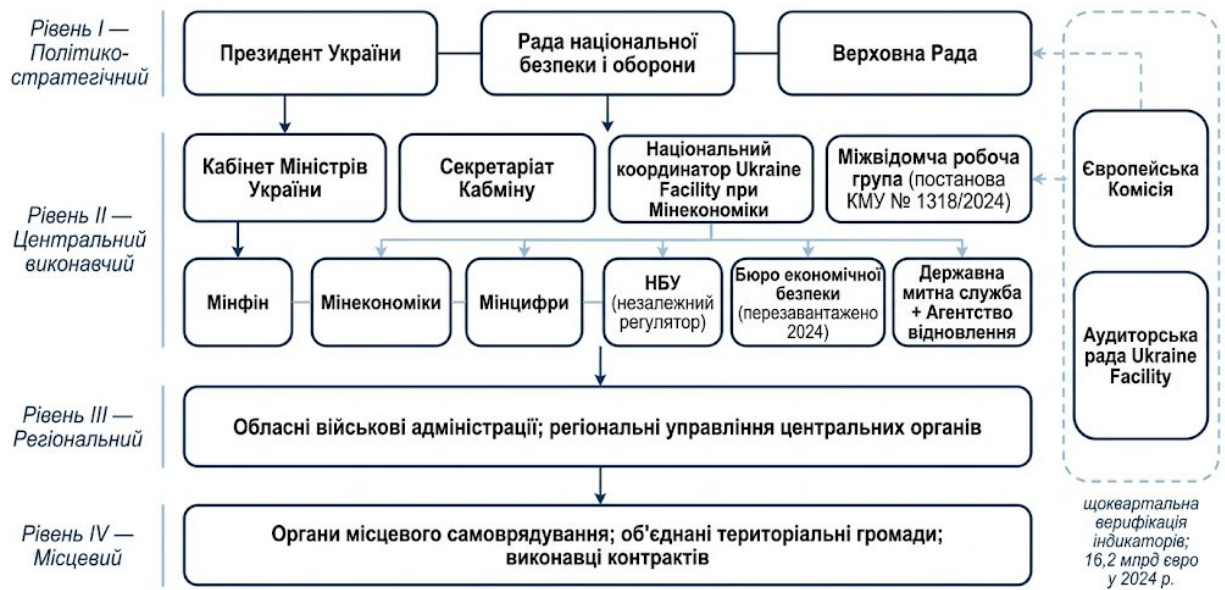 Рівень I —
Політико-
стратегічний
Президент України
Рада національної
безпеки і оборони
Верховна Рада
Рівень II —
Центральний
виконавчий
Кабінет Міністрів
України
Секретаріат
Кабміну
Національний
координатор Ukraine
Facility при
Мінекономіки
Міжвідомча робоча
група (постанова
КМУ № 1318/2024)
Мінфін
Мінекономіки
Мінцифри
НБУ
(незалежний
регулятор)
Бюро економічної
безпеки
(перезавантажено
2024)
Державна
митна служба
+ Агентство
відновлення
Європейська
Комісія
Аудиторська
рада Ukraine
Facility
Рівень III —
Регіональний
Обласні військові адміністрації; регіональні управління центральних органів
Рівень IV —
Місцевий
Органи місцевого самоврядування; об'єднані територіальні громади;
виконавці контрактів
щоквартальна
верифікація
індикаторів;
16,2 млрд євро
у 2024 р.